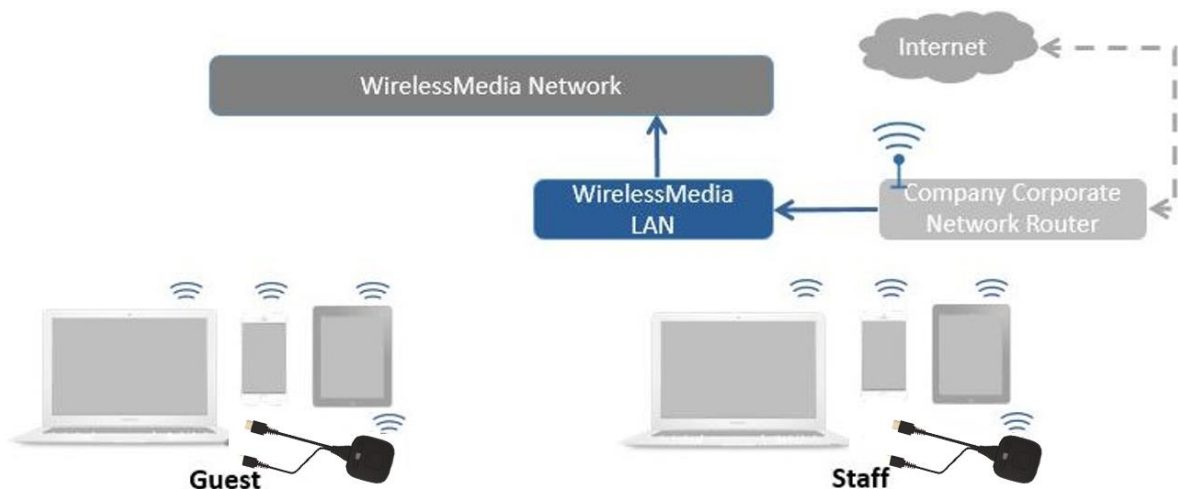 Internet
WirelessMedia Network
WirelessMedia
LAN
Company Corporate
Network Router
Guest
Staff